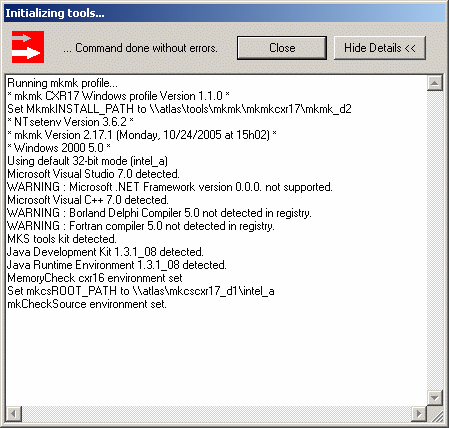 Initializing tools...
... Command done without errors.
Close
Hide Details <<
Running mkmk profile...
* mkmk CXR17 Windows profile Version 1.1.0 *
Set MkmkINSTALL_PATH to \\atlas\tools\mkmk\mkmkcxr17\mkmk_d2
* NTsetenv Version 3.6.2 *
* mkmk Version 2.17.1 (Monday, 10/24/2005 at 15h02) *
* Windows 2000 5.0 *
Using default 32-bit mode (intel_a)
Microsoft Visual Studio 7.0 detected.
WARNING : Microsoft .NET Framework version 0.0.0. not supported.
Microsoft Visual C++ 7.0 detected.
WARNING : Borland Delphi Compiler 5.0 not detected in registry.
WARNING : Fortran compiler 5.0 not detected in registry.
MKS tools kit detected.
Java Development Kit 1.3.1_08 detected.
Java Runtime Environment 1.3.1_08 detected.
MemoryCheck cxr16 environment set
Set mkcsROOT_PATH to \\atlas\mkcscxr17_d1\intel_a
mkCheckSource environment set.